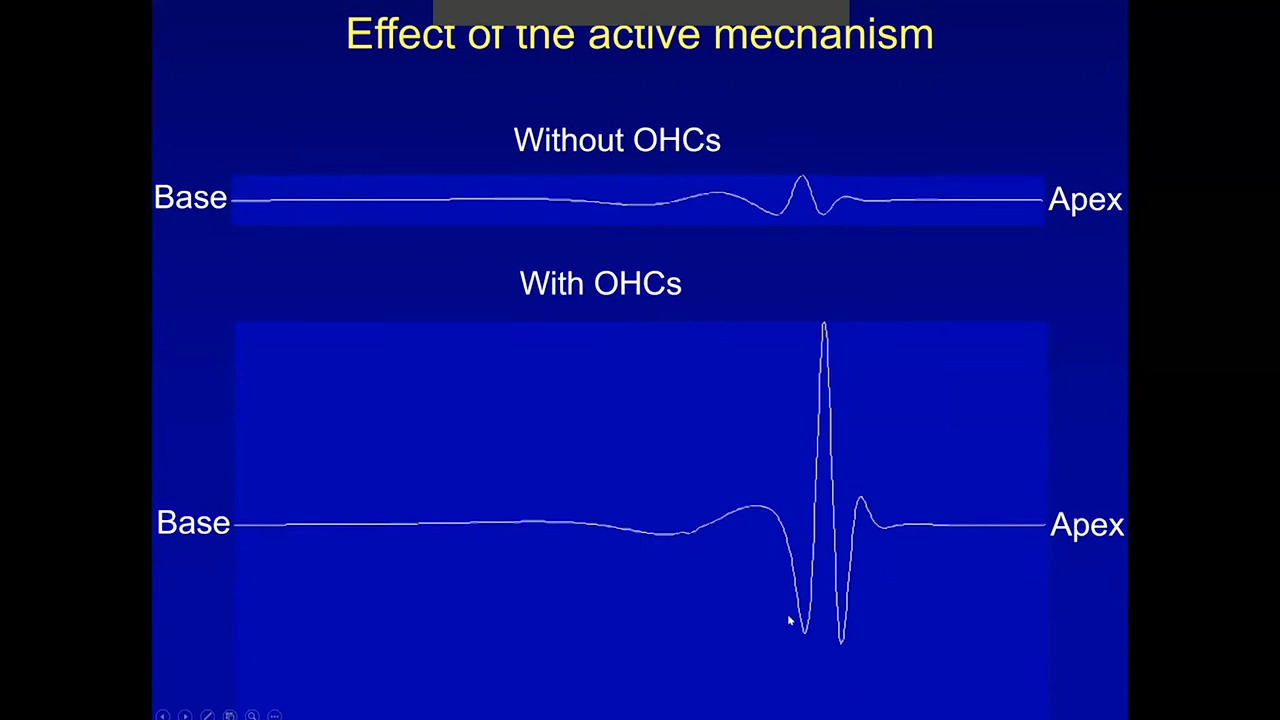 Effect of the active mechanism
Without OHCs
Base
Apex
With OHCs
Base
Apex